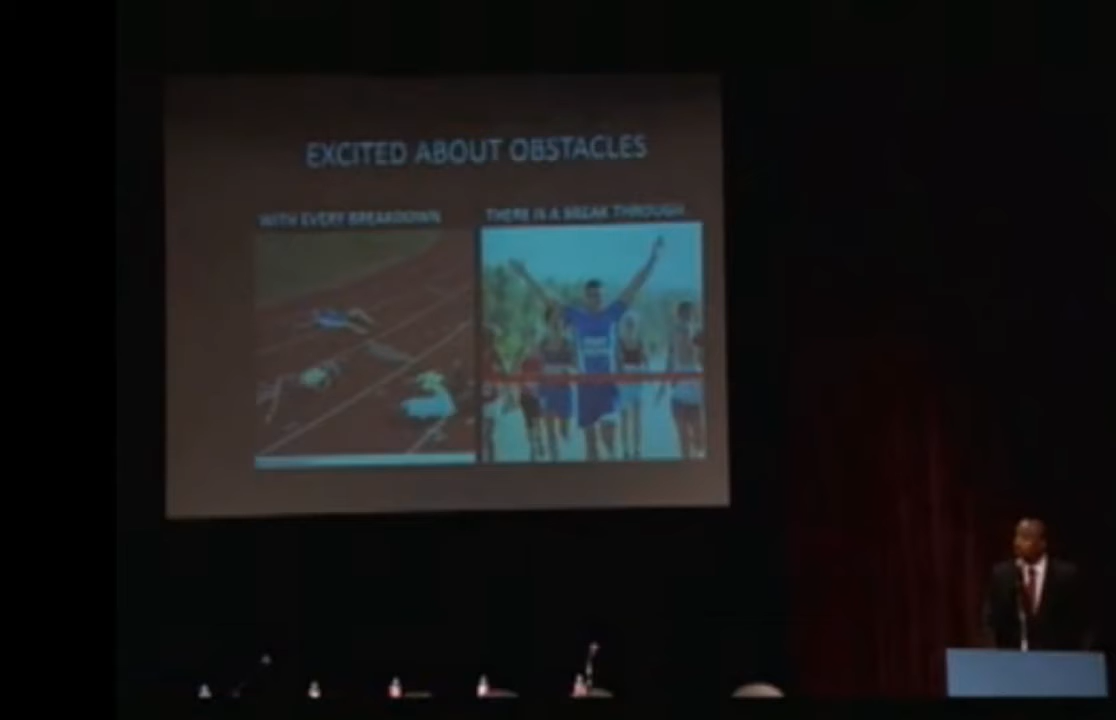 EXCITED ABOUT OBSTACLES
WITH EVERY BREAKDOWN
THERE IS A BREAK THROUGH